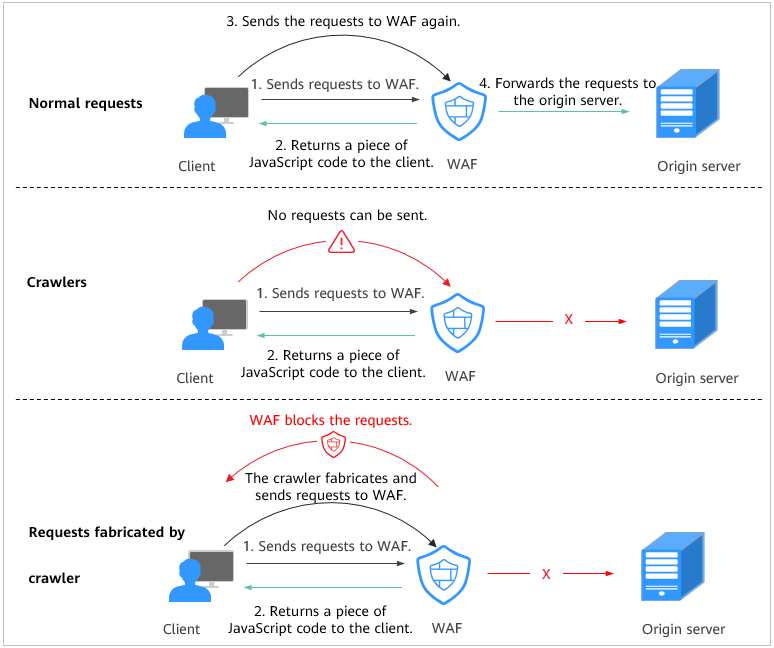 3. Sends the requests to WAF again.
Normal requests
1. Sends requests to WAF.
4. Forwards the requests to
the origin server.
2. Returns a piece of
JavaScript code to the client.
Client
WAF
Origin server
No requests can be sent.
Crawlers
1. Sends requests to WAF.
X
2. Returns a piece of
JavaScript code to the client.
Client
WAF
Origin server
WAF blocks the requests.
The crawler fabricates and
sends requests to WAF.
Requests fabricated by
crawler
1. Sends requests to WAF.
X
2. Returns a piece of
JavaScript code to the client.
Client
WAF
Origin server